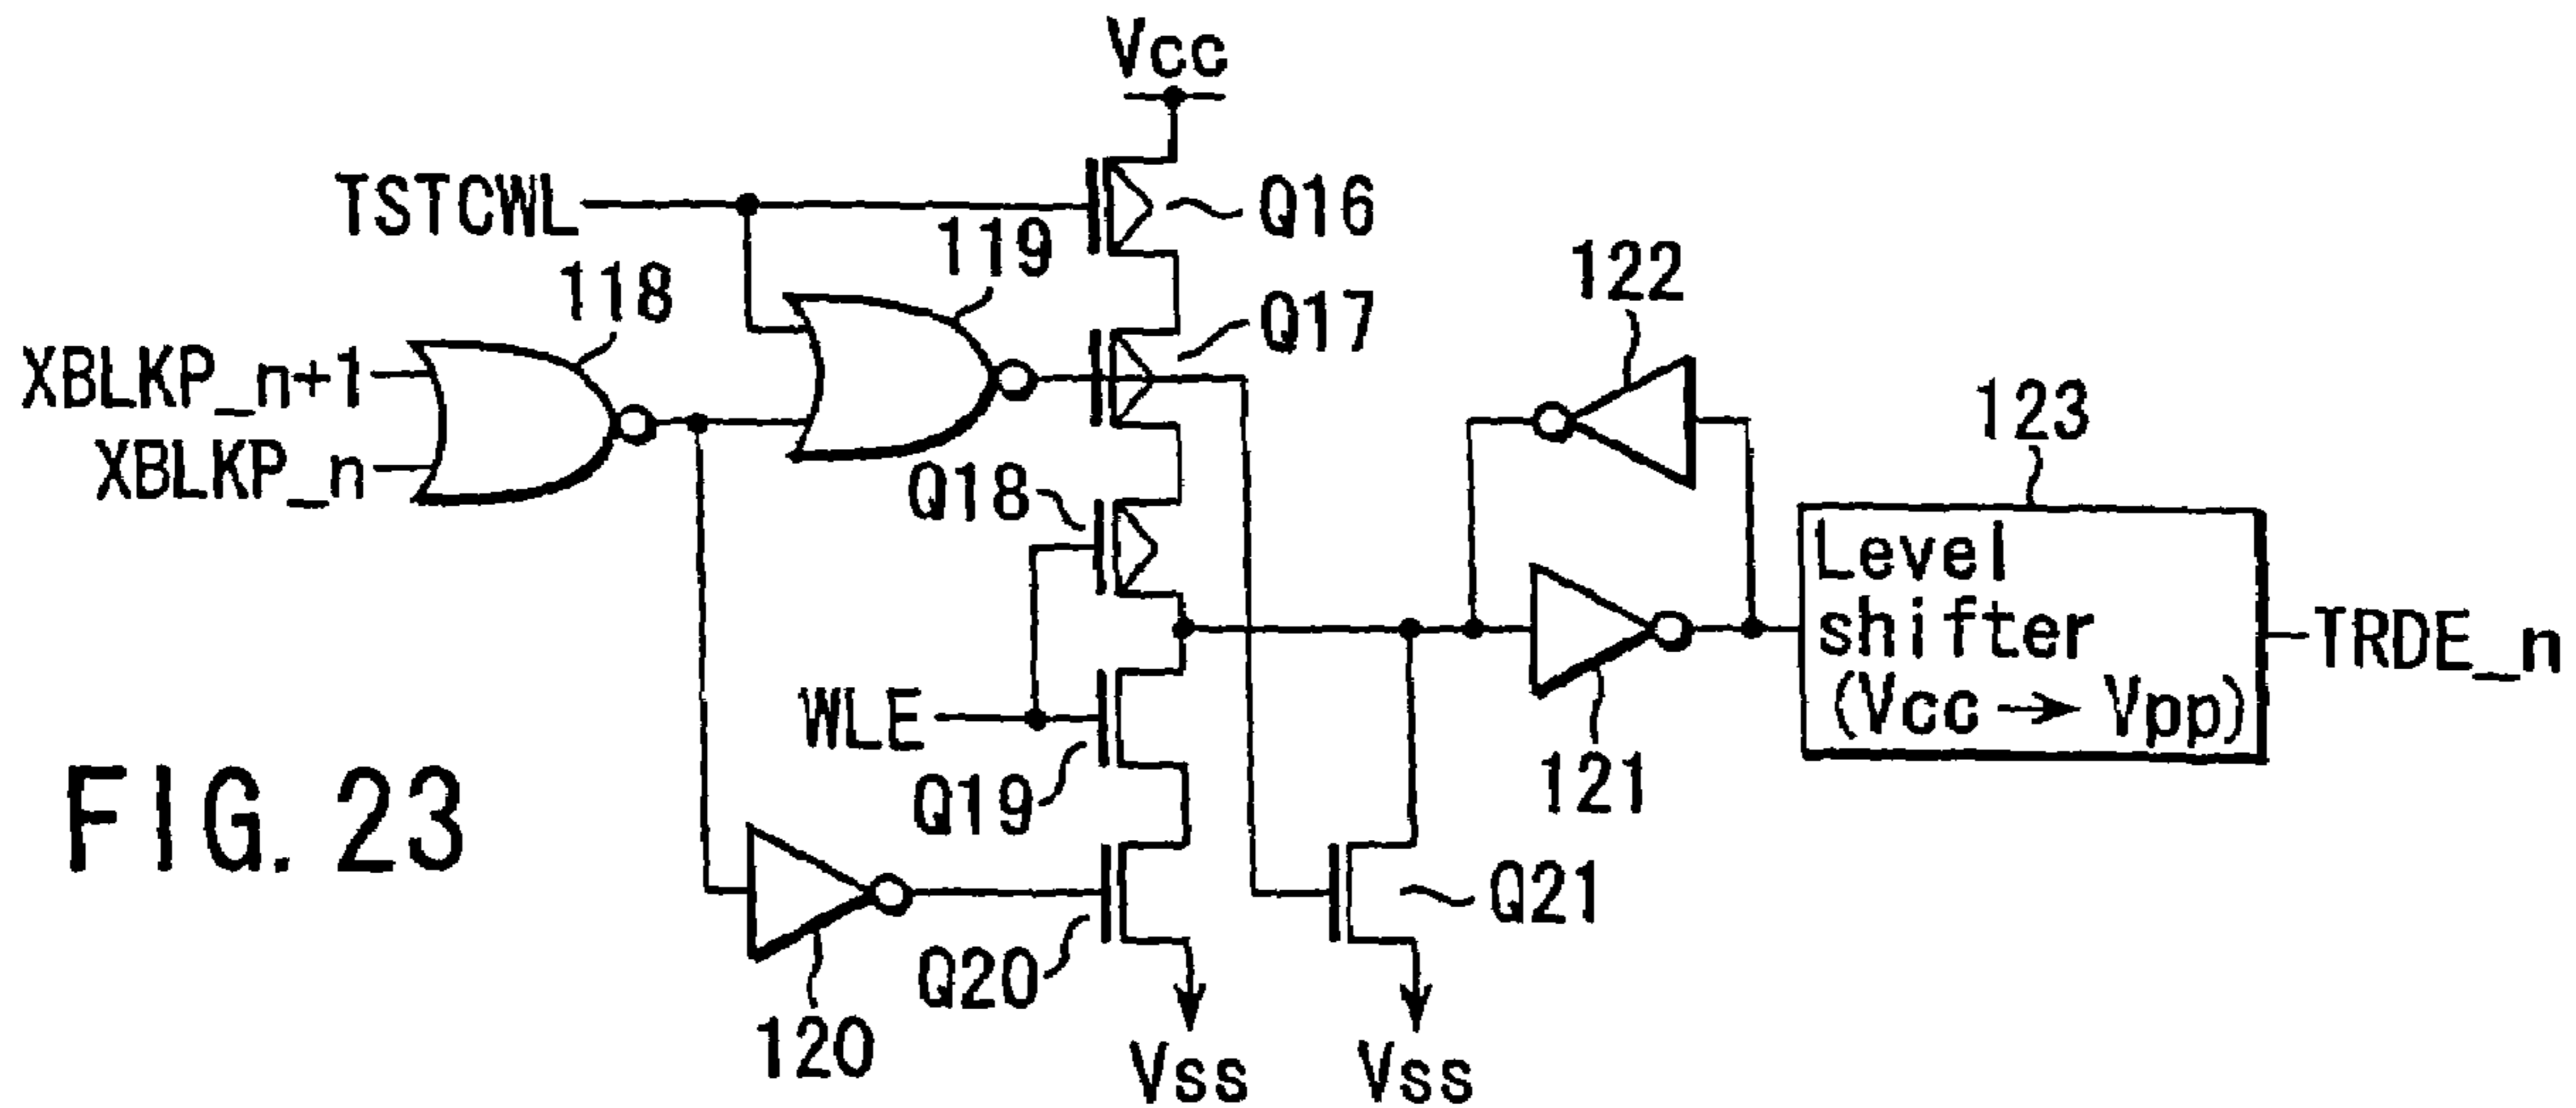 Vcc
TSTCWL
Q16
119
118
122
Q17
XBLKP_n+1
123
XBLKP_n
Q18
Level
shifter
(Vcc → Vpp)
TRDE_n
WLE
121
Q19
FIG. 23
Q21
Q20
120
Vss
Vss